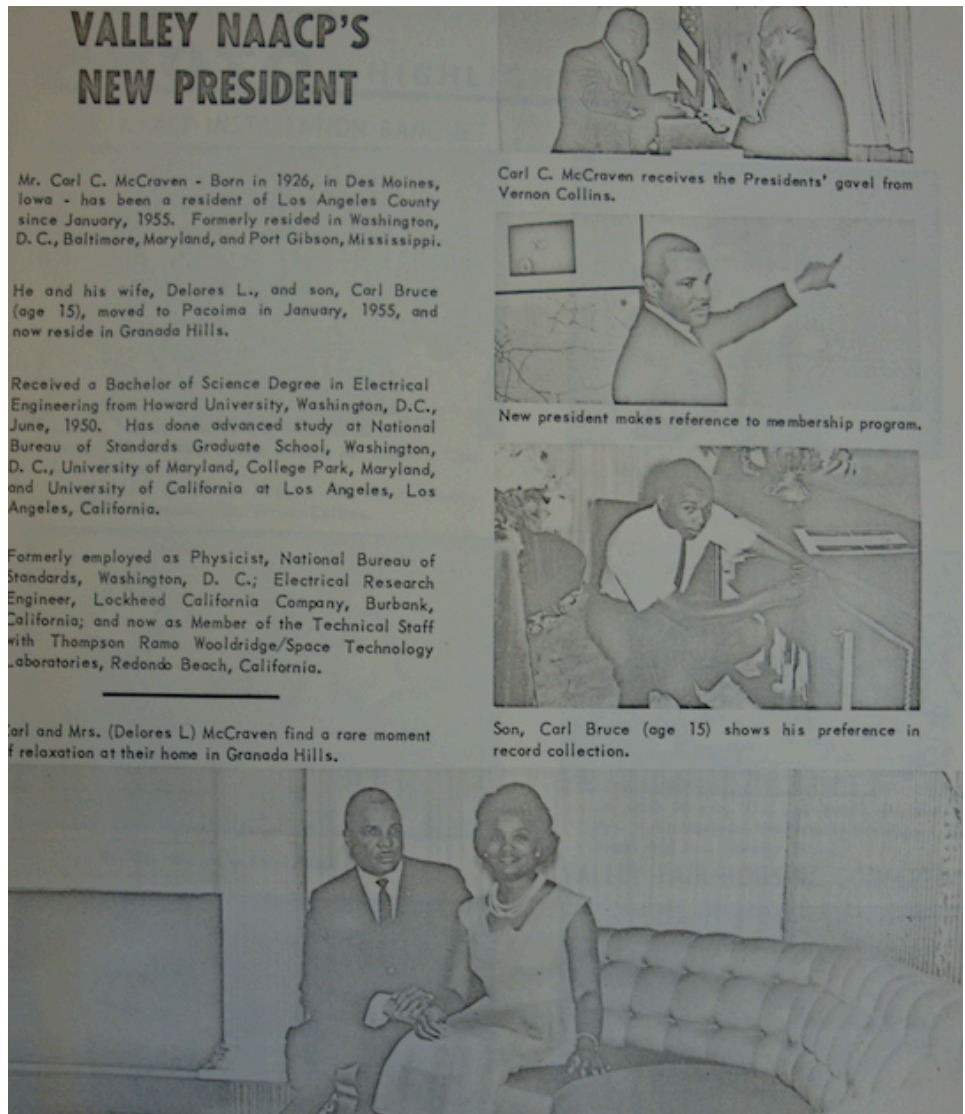 VALLEY NAACP'S
NEW PRESIDENT
Mr. Carl C. McCraven - Born in 1926, in Des Moines,
Iowa - has been a resident of Los Angeles County
since January, 1955. Formerly resided in Washington,
D. C., Baltimore, Maryland, and Port Gibson, Mississippi.
He and his wife, Delores L., and son, Carl Bruce
(age 15), moved to Pacoima in January, 1955, and
now reside in Granada Hills.
Received a Bachelor of Science Degree in Electrical
Engineering from Howard University, Washington, D.C.,
June, 1950. Has done advanced study at National
Bureau of Standards Graduate School, Washington,
D. C., University of Maryland, College Park, Maryland,
and University of California at Los Angeles, Los
Angeles, California.
Formerly employed as Physicist, National Bureau of
Standards, Washington, D. C.; Electrical Research
Engineer, Lockheed California Company, Burbank,
California; and now as Member of the Technical Staff
with Thompson Ramo Wooldridge/Space Technology
Laboratories, Redondo Beach, California.
Carl and Mrs. (Delores L) McCraven find a rare moment
of relaxation at their home in Granada Hills.
Carl C. McCraven receives the Presidents' gavel from
Vernon Collins.
New president makes reference to membership program.
Son, Carl Bruce (age 15) shows his preference in
record collection.